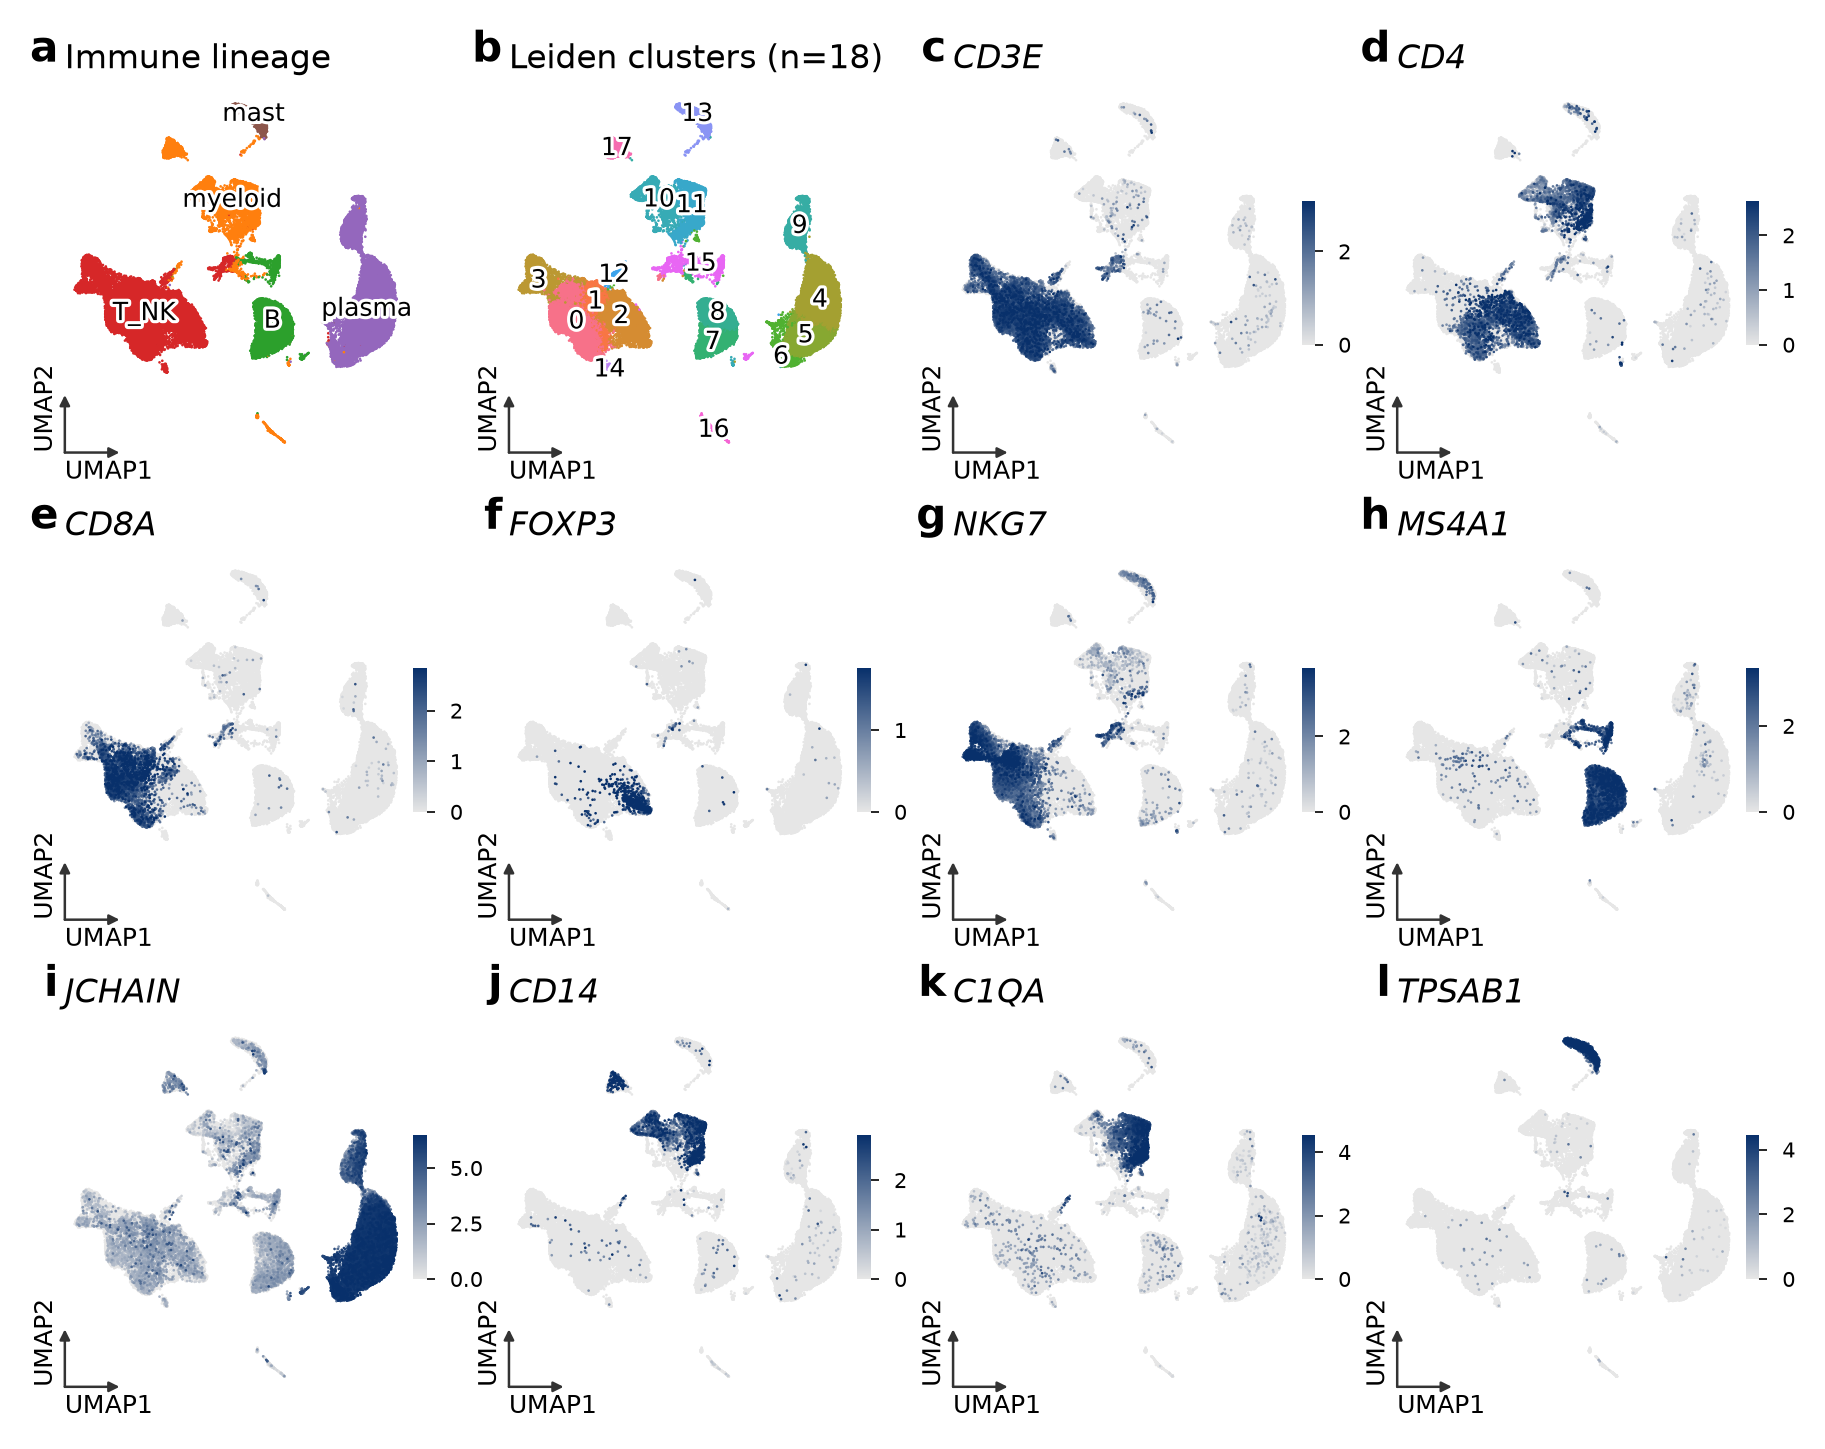 a Immune lineage
mast
myeloid
T_NK
B
plasma
UMAP2
UMAP1
b Leiden clusters (n=18)
13
17
10
11
9
15
3
12
1
0
2
4
8
7
5
6
14
16
UMAP2
UMAP1
c CD3E
2
0
UMAP2
UMAP1
d CD4
2
1
0
UMAP2
UMAP1
e CD8A
2
1
0
UMAP2
UMAP1
f FOXP3
1
0
UMAP2
UMAP1
g NKG7
2
0
UMAP2
UMAP1
h MS4A1
2
0
UMAP2
UMAP1
i JCHAIN
5.0
2.5
0.0
UMAP2
UMAP1
j CD14
2
1
0
UMAP2
UMAP1
k C1QA
4
2
0
UMAP2
UMAP1
l TPSAB1
4
2
0
UMAP2
UMAP1